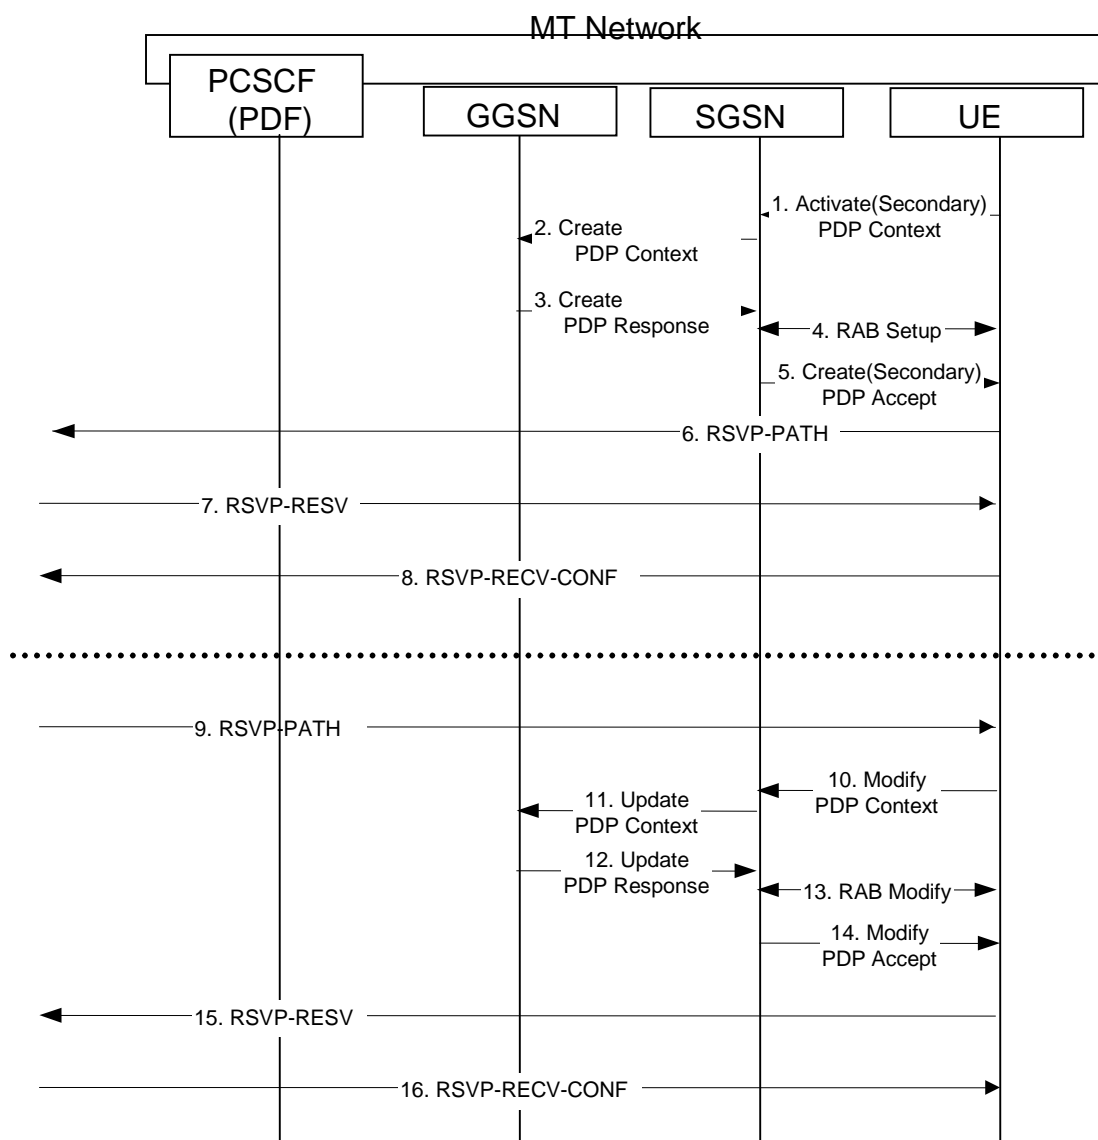 MT Network
PCSCF
(PDF)
GGSN
SGSN
UE
1. Activate(Secondary)
PDP Context
2. Create
PDP Context
3. Create
PDP Response
4. RAB Setup
5. Create(Secondary)
PDP Accept
6. RSVP-PATH
7. RSVP-RESV
8. RSVP-RECV-CONF
9. RSVP-PATH
10. Modify
PDP Context
11. Update
PDP Context
12. Update
PDP Response
13. RAB Modify
14. Modify
PDP Accept
15. RSVP-RESV
16. RSVP-RECV-CONF